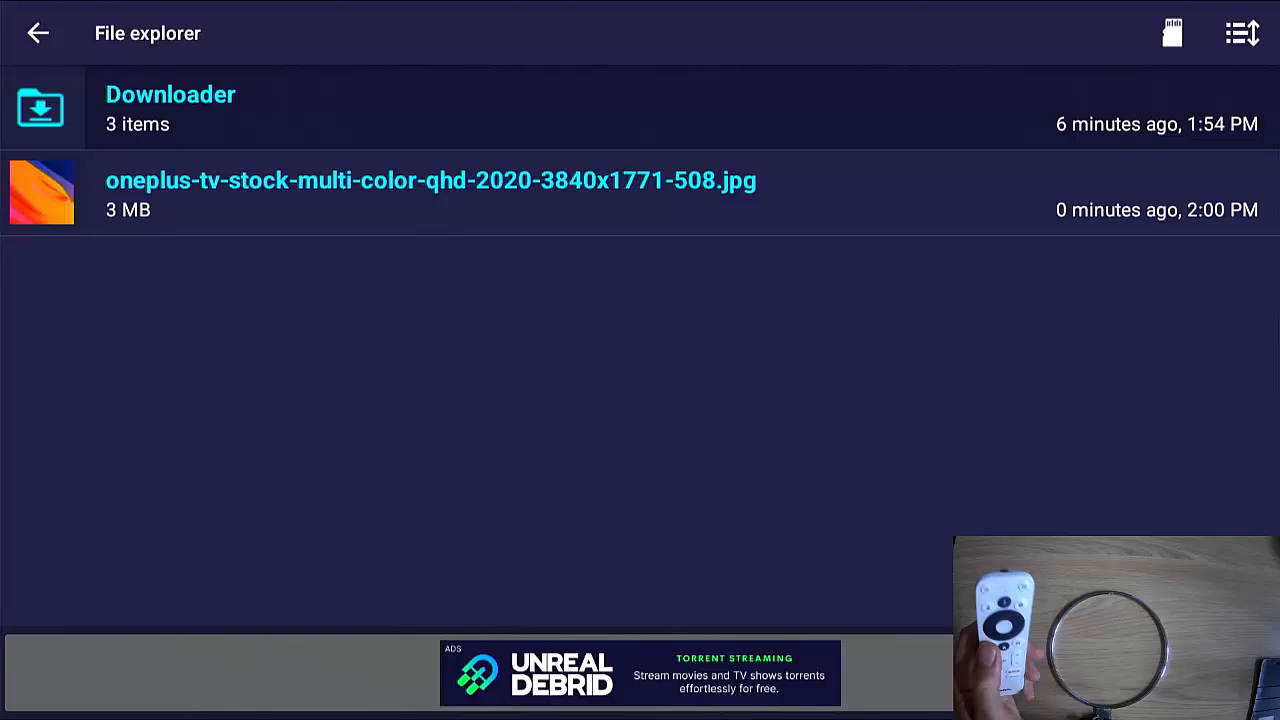 File explorer
Downloader
3 items
6 minutes ago, 1:54 PM
oneplus-tv-stock-multi-color-qhd-2020-3840x1771-508.jpg
3 MB
0 minutes ago, 2:00 PM
ADS
UNREAL
DEBRID
TORRENT STREAMING
Stream movies and TV shows torrents
effortlessly for free.